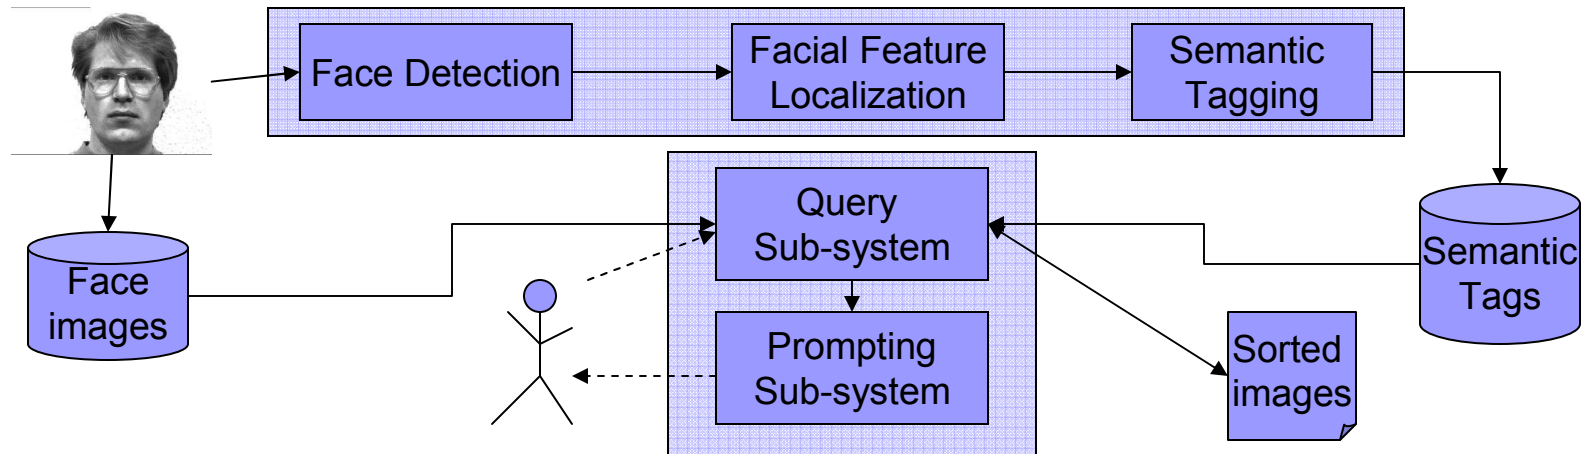 Face Detection
Facial Feature
Localization
Semantic
Tagging
Query
Sub-system
Face
images
Semantic
Tags
Prompting
Sub-system
Sorted
images